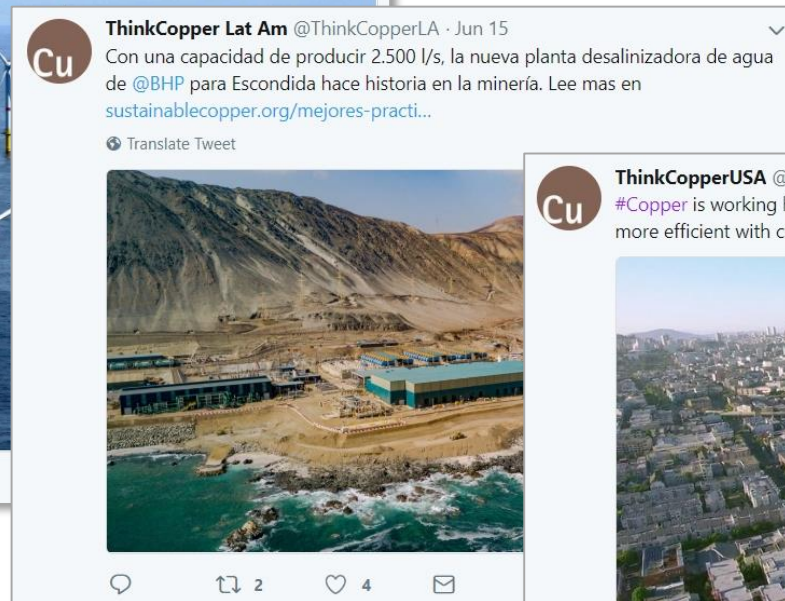 Cu
ThinkCopper Lat Am @ThinkCopperLA · Jun 15
Con una capacidad de producir 2.500 l/s, la nueva planta desalinizadora de agua
de @BHP para Escondida hace historia en la minería. Lee mas en
sustainablecopper.org/mejores-practi...
Translate Tweet
2
4
Cu
ThinkCopperUSA @
#Copper is working
more efficient with c